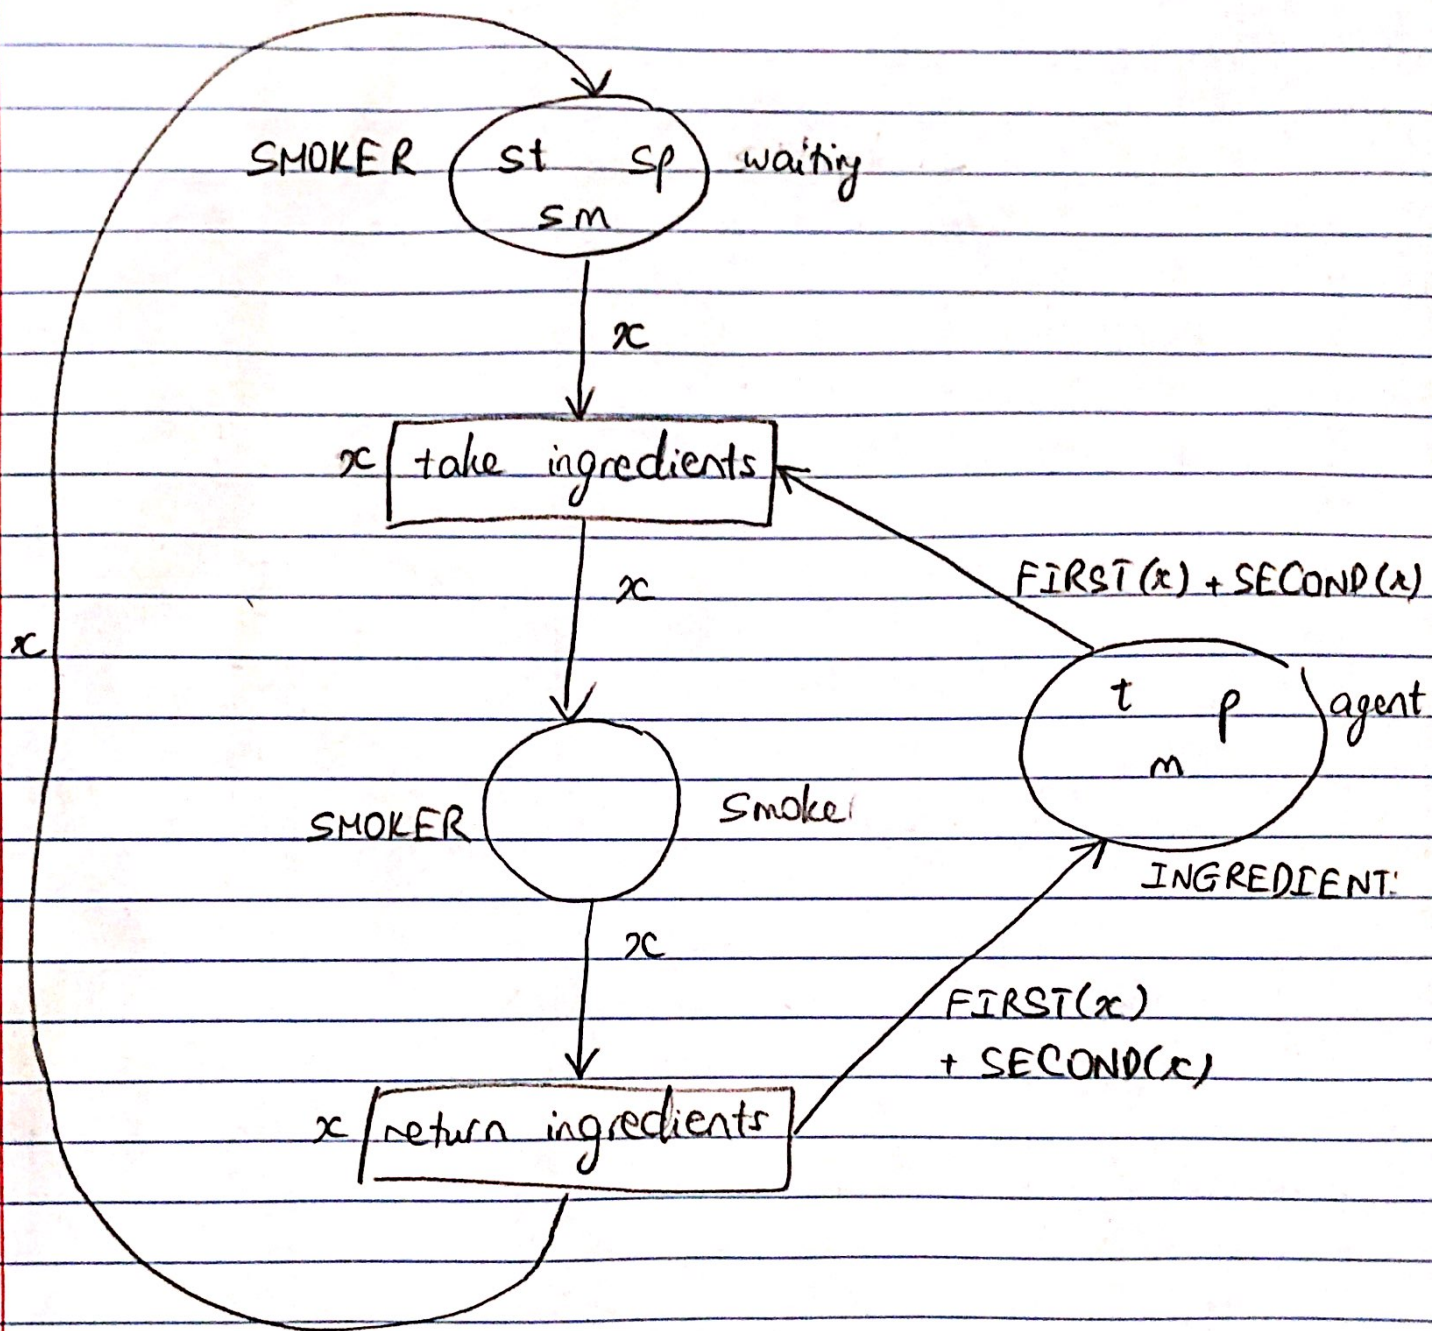 SMOKER st sp waiting
sm
x
x take ingredients
x
FIRST(x) + SECOND(x)
x
t p agent
m
SMOKER Smoke
INGREDIENT
x
FIRST(x)
+ SECOND(x)
x return ingredients